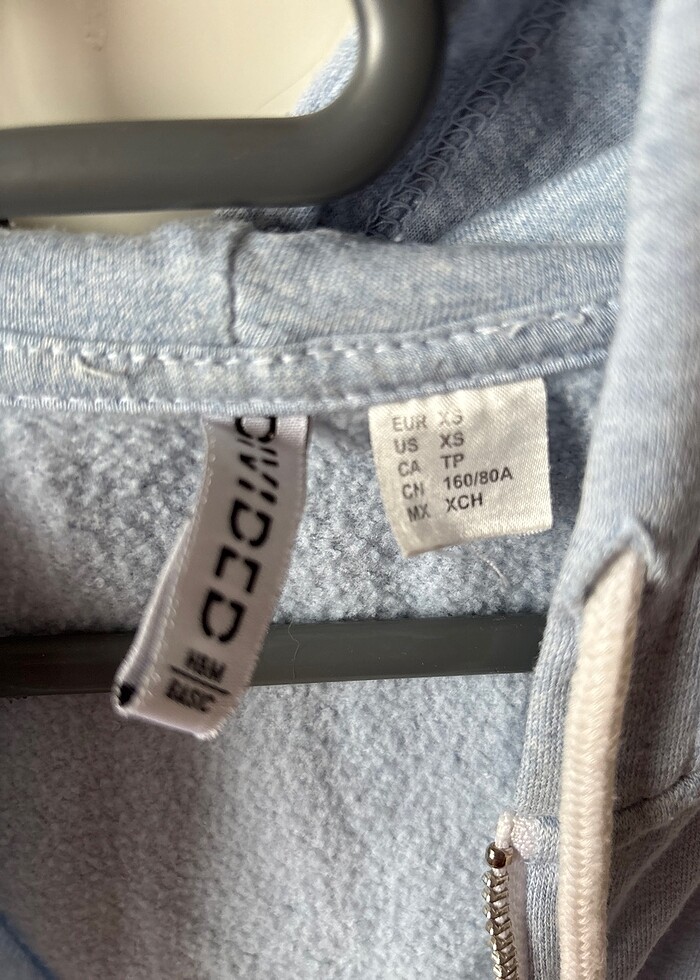 DIVIDED
H&M
BASIC
EUR XS
US XS
CA TP
CN 160/80A
MX XCH